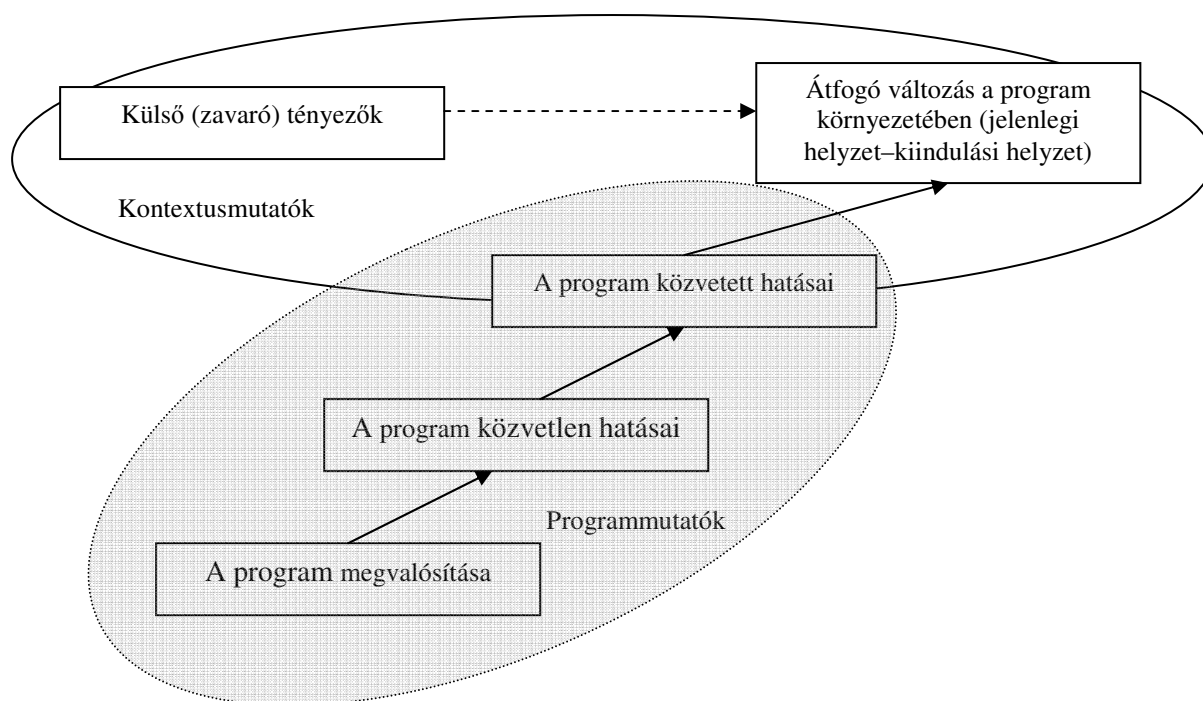 Külső (zavaró) tényezők
Átfogó változás a program
környezetében (jelenlegi
helyzet–kiindulási helyzet)
Kontextusmutatók
A program közvetett hatásai
A program közvetlen hatásai
Programmutatók
A program megvalósítása